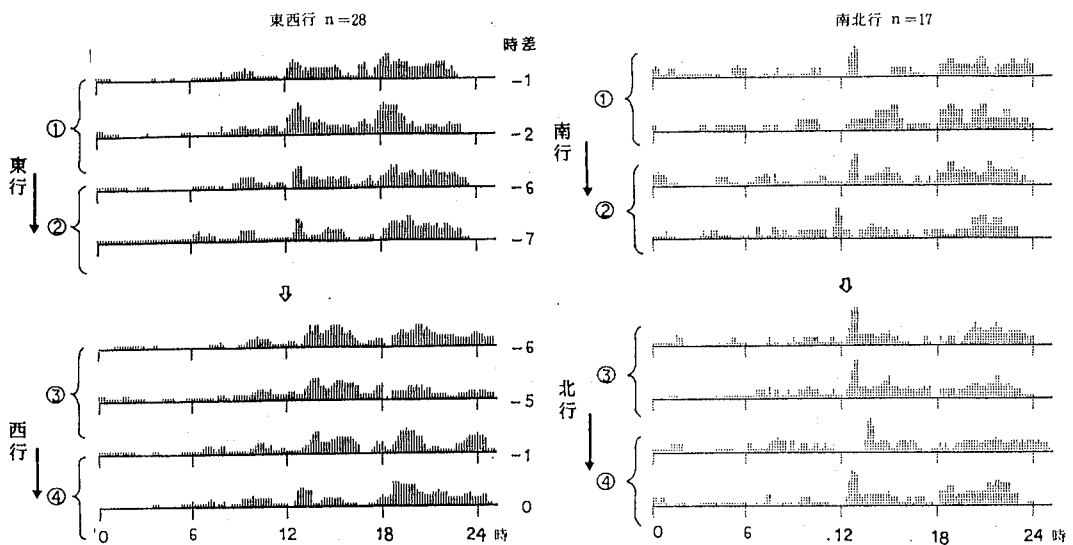 東西行 n=28
時差
-1
①
-2
東行
-6
②
-7
-6
③
-5
西行
-1
④
0
0 6 12 18 24 時
南北行 n=17
①
南行
②
③
北行
④
0 6 12 18 24 時